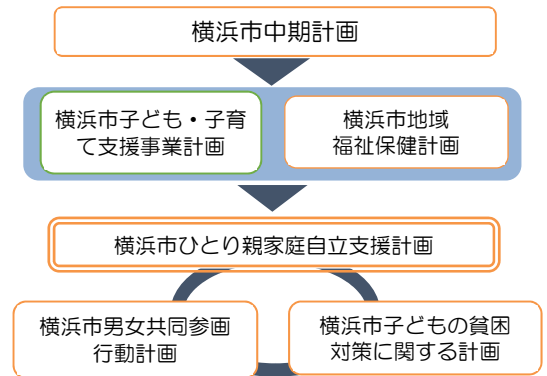 横浜市中期計画
横浜市子ども・子育
て支援事業計画
横浜市地域
福祉保健計画
横浜市ひとり親家庭自立支援計画
横浜市男女共同参画
行動計画
横浜市子どもの貧困
対策に関する計画